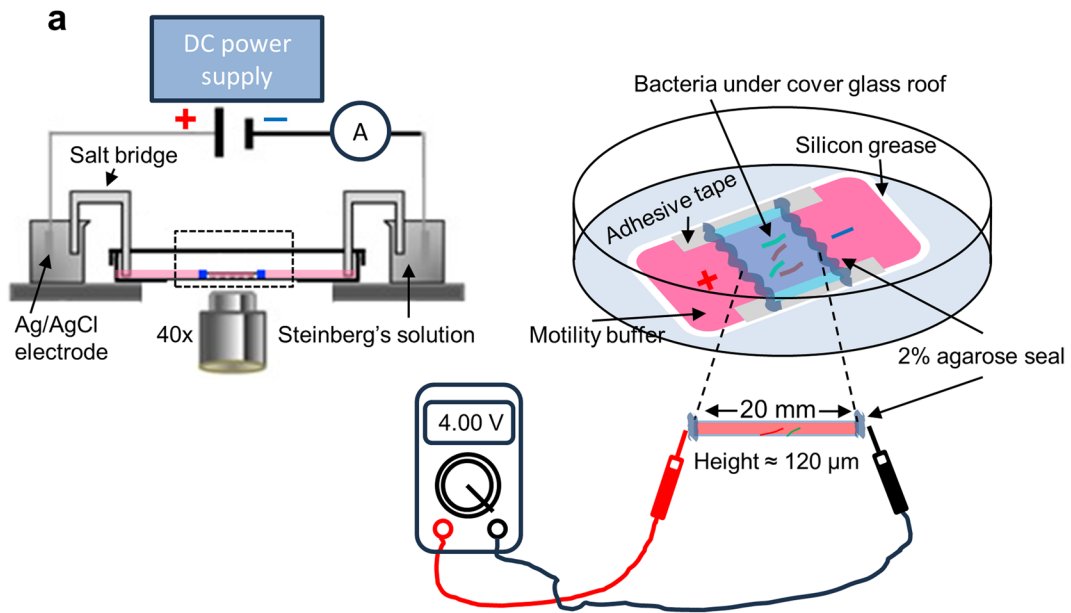 a
DC power
supply
+
−
A
Salt bridge
Ag/AgCl
electrode
40x
Steinberg's solution
Bacteria under cover glass roof
Silicon grease
Adhesive tape
+
−
Motility buffer
2% agarose seal
20 mm
Height ≈ 120 μm
4.00 V